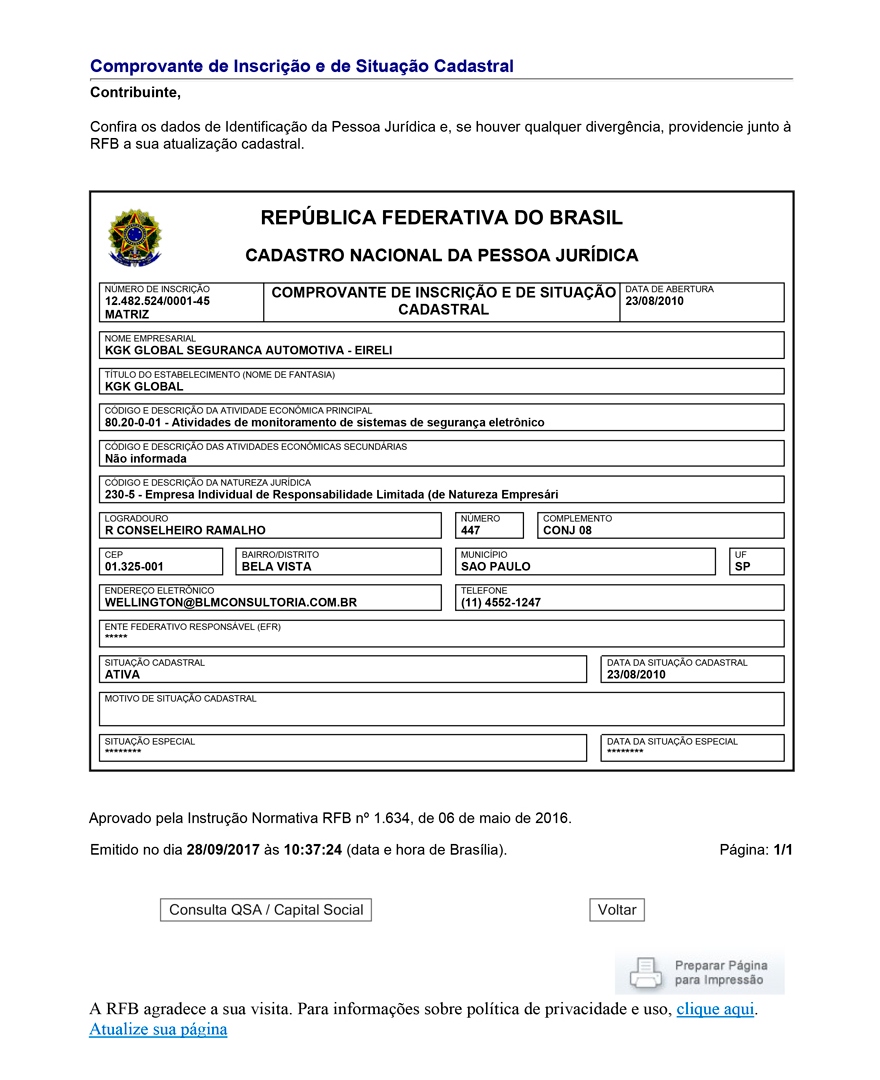 Comprovante de Inscrição e de Situação Cadastral
Contribuinte,
Confira os dados de Identificação da Pessoa Jurídica e, se houver qualquer divergência, providencie junto à
RFB a sua atualização cadastral.
REPÚBLICA FEDERATIVA DO BRASIL
CADASTRO NACIONAL DA PESSOA JURÍDICA
NÚMERO DE INSCRIÇÃO
12.482.524/0001-45
MATRIZ
COMPROVANTE DE INSCRIÇÃO E DE SITUAÇÃO
CADASTRAL
DATA DE ABERTURA
23/08/2010
NOME EMPRESARIAL
KGK GLOBAL SEGURANCA AUTOMOTIVA - EIRELI
TÍTULO DO ESTABELECIMENTO (NOME DE FANTASIA)
KGK GLOBAL
CÓDIGO E DESCRIÇÃO DA ATIVIDADE ECONÔMICA PRINCIPAL
80.20-0-01 - Atividades de monitoramento de sistemas de segurança eletrônico
CÓDIGO E DESCRIÇÃO DAS ATIVIDADES ECONÔMICAS SECUNDÁRIAS
Não informada
CÓDIGO E DESCRIÇÃO DA NATUREZA JURÍDICA
230-5 - Empresa Individual de Responsabilidade Limitada (de Natureza Empresári
LOGRADOURO
R CONSELHEIRO RAMALHO
NÚMERO
447
COMPLEMENTO
CONJ 08
CEP
01.325-001
BAIRRO/DISTRITO
BELA VISTA
MUNICÍPIO
SAO PAULO
UF
SP
ENDEREÇO ELETRÔNICO
WELLINGTON@BLMCONSULTORIA.COM.BR
TELEFONE
(11) 4552-1247
ENTE FEDERATIVO RESPONSÁVEL (EFR)
*****
SITUAÇÃO CADASTRAL
ATIVA
DATA DA SITUAÇÃO CADASTRAL
23/08/2010
MOTIVO DE SITUAÇÃO CADASTRAL
SITUAÇÃO ESPECIAL
********
DATA DA SITUAÇÃO ESPECIAL
********
Aprovado pela Instrução Normativa RFB nº 1.634, de 06 de maio de 2016.
Emitido no dia 28/09/2017 às 10:37:24 (data e hora de Brasília). Página: 1/1
Consulta QSA / Capital Social
Voltar
Preparar Página
para Impressão
A RFB agradece a sua visita. Para informações sobre política de privacidade e uso, clique aqui.
Atualize sua página